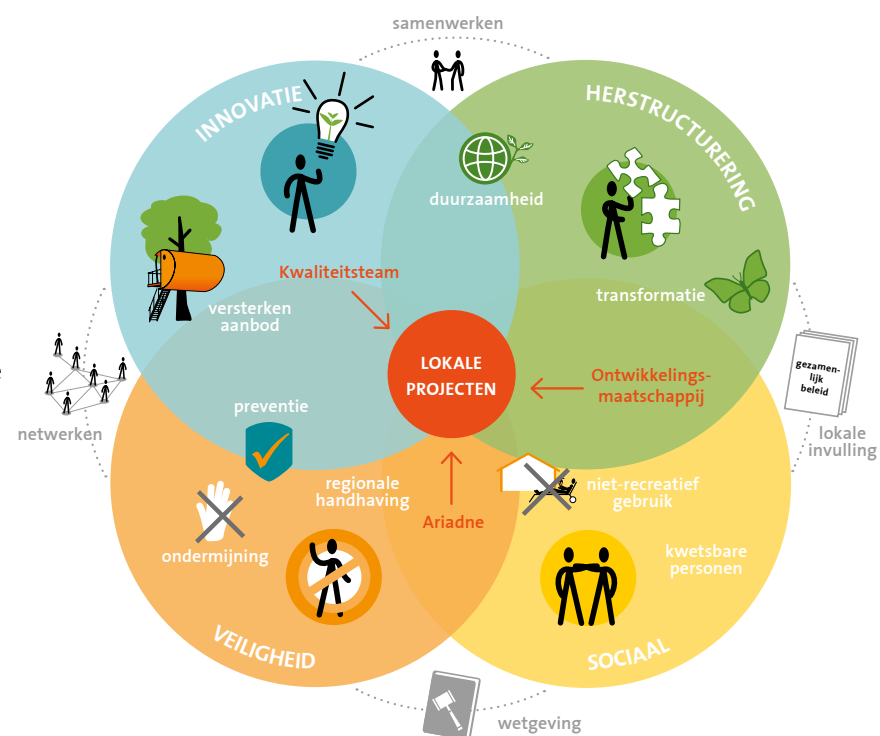 samenwerken
INNOVATIE
HERSTRUCTURERING
duurzaamheid
Kwaliteitsteam
versterken
aanbod
transformatie
LOKALE
PROJECTEN
Ontwikkelings-
maatschappij
gezamen-
lijk
beleid
netwerken
lokale
invulling
preventie
regionale
handhaving
niet-recreatief
gebruik
Ariadne
ondermijning
kwetsbare
personen
VEILIGHEID
SOCIAAL
wetgeving